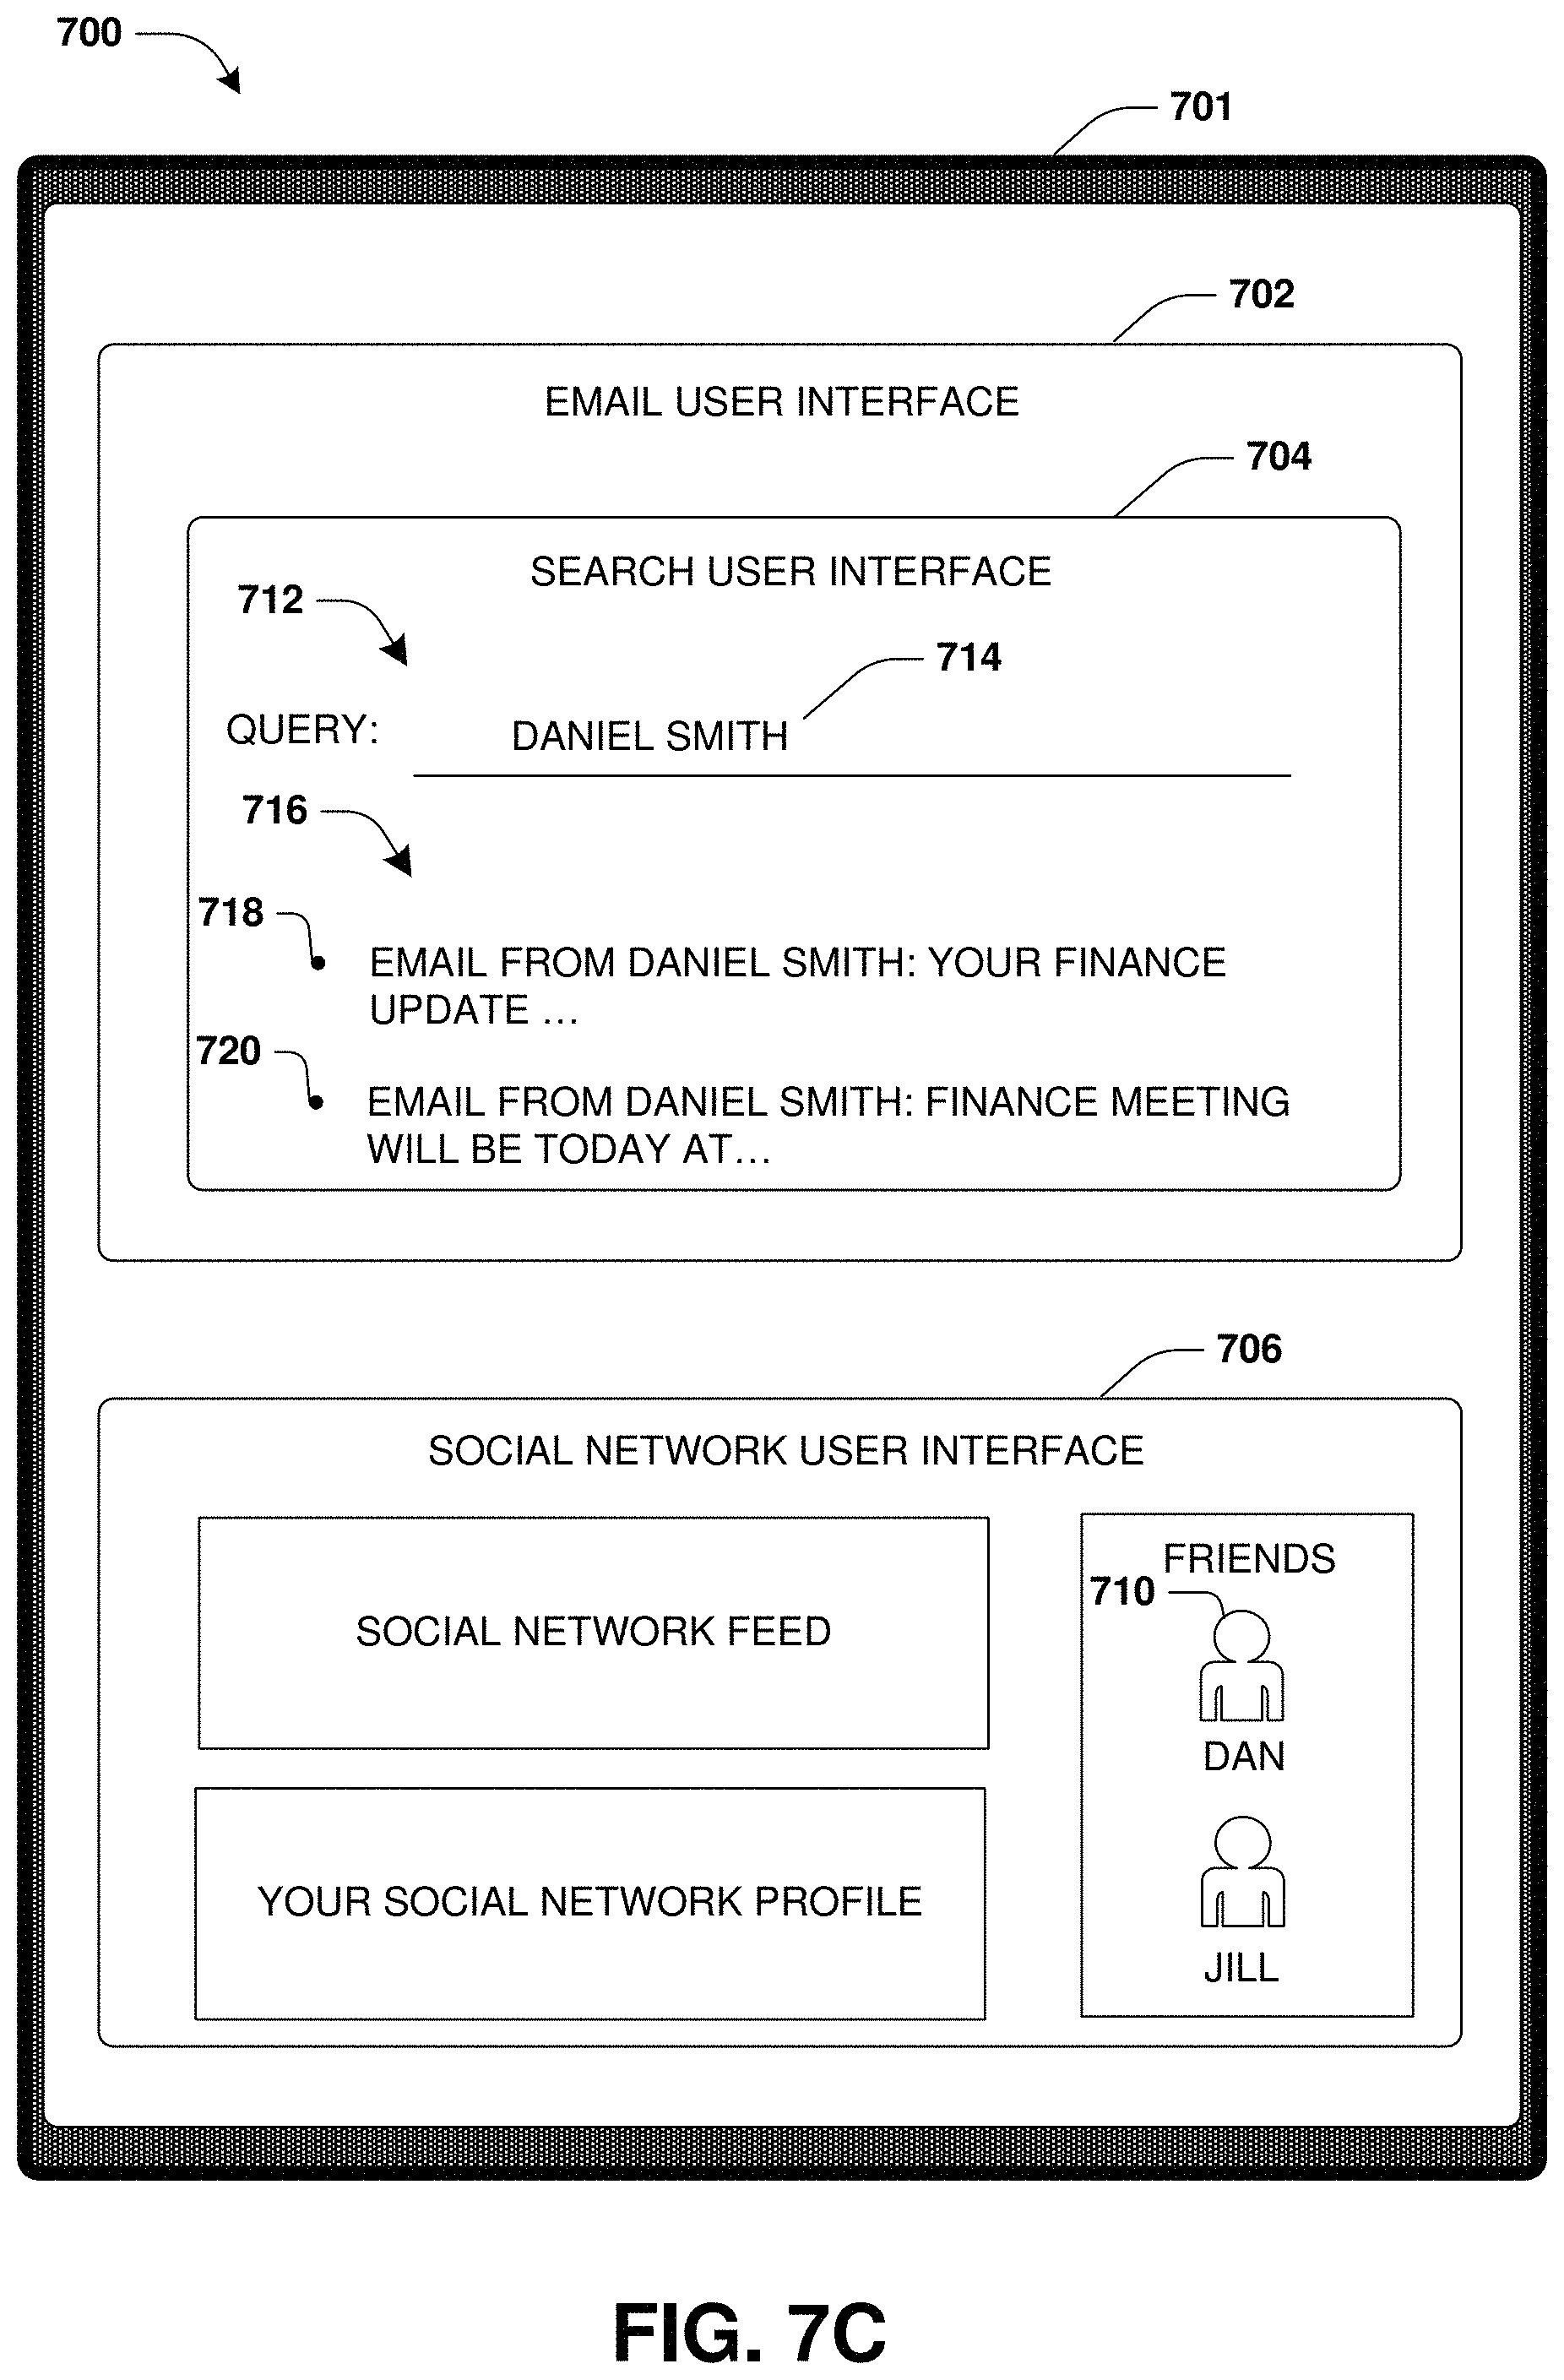 700
701
702
EMAIL USER INTERFACE
704
SEARCH USER INTERFACE
712
714
QUERY: DANIEL SMITH
716
718
EMAIL FROM DANIEL SMITH: YOUR FINANCE
UPDATE …
720
EMAIL FROM DANIEL SMITH: FINANCE MEETING
WILL BE TODAY AT…
706
SOCIAL NETWORK USER INTERFACE
SOCIAL NETWORK FEED
YOUR SOCIAL NETWORK PROFILE
FRIENDS
710
DAN
JILL
FIG. 7C